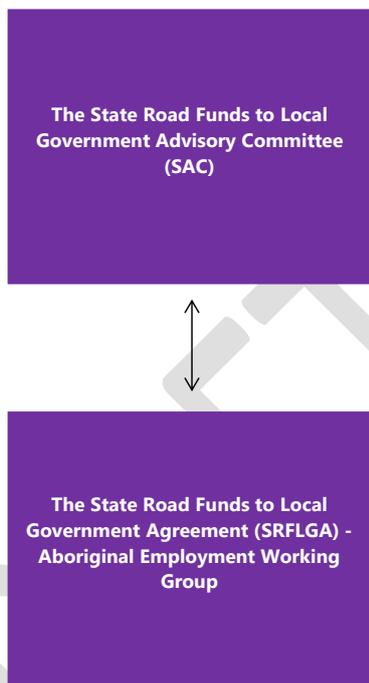 The State Road Funds to Local
Government Advisory Committee
(SAC)
The State Road Funds to Local
Government Agreement (SRFLGA) -
Aboriginal Employment Working
Group